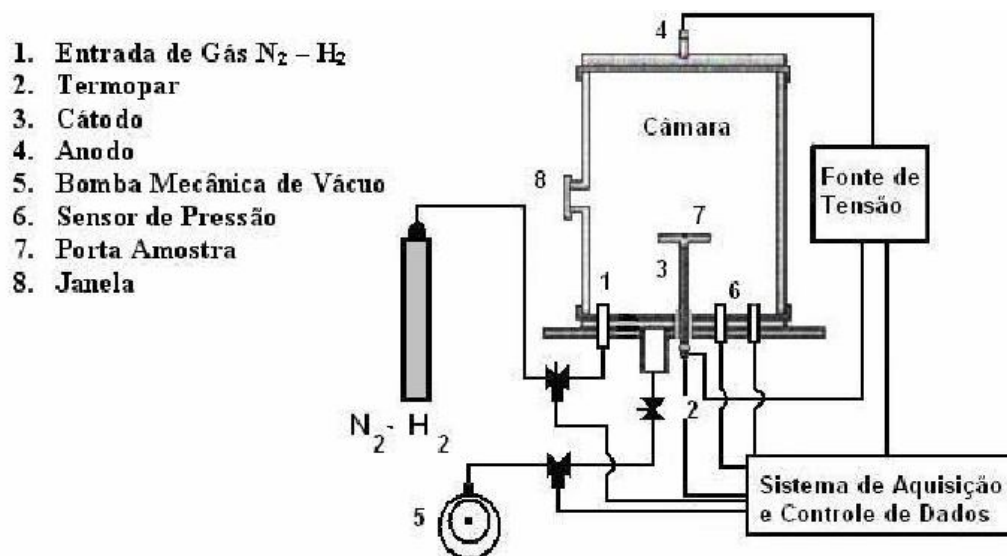 1. Entrada de Gás N₂ – H₂
2. Termopar
3. Cátodo
4. Anodo
5. Bomba Mecânica de Vácuo
6. Sensor de Pressão
7. Porta Amostra
8. Janela
4
Câmara
8
Fonte de
Tensão
7
3
1
6
N₂- H₂
2
5
Sistema de Aquisição
e Controle de Dados